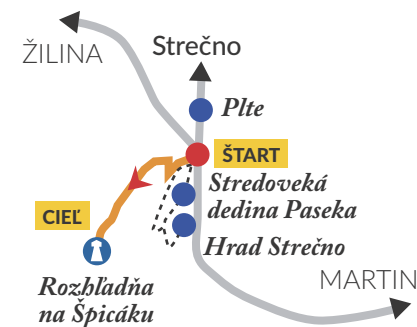 ŽILINA
Strečno
Plte
ŠTART
Stredoveká
dedina Paseka
CIEĽ
Hrad Strečno
Rozhľadňa
na Špicáku
MARTIN